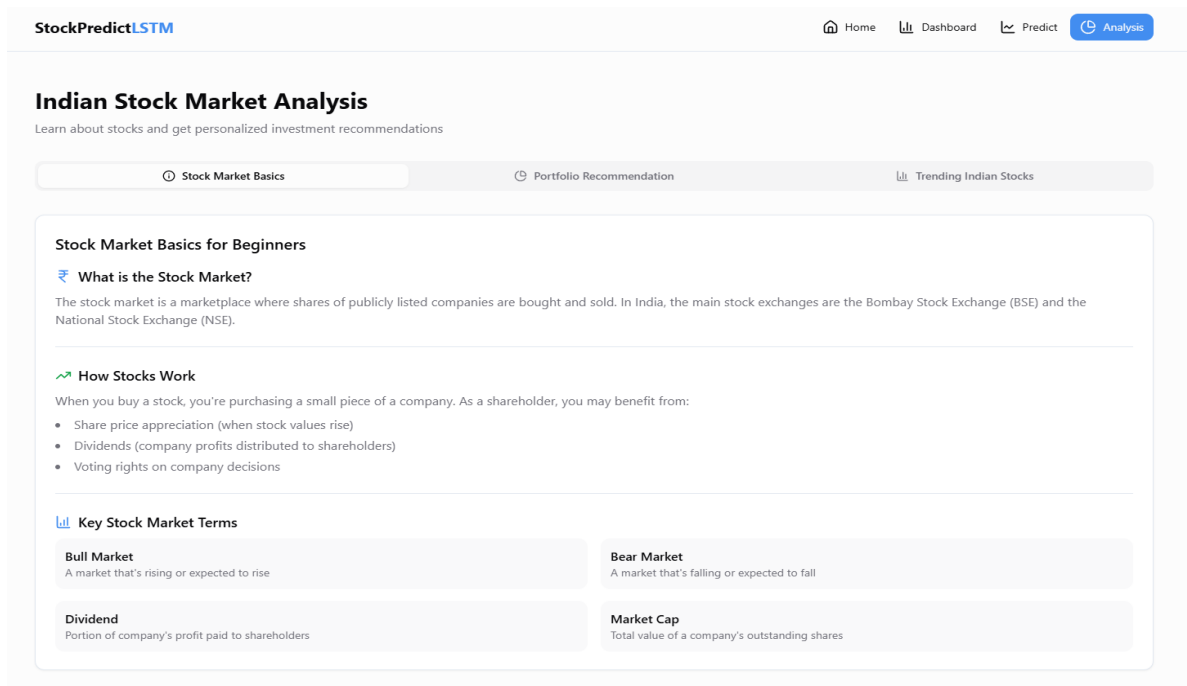 StockPredictLSTM
Home
Dashboard
Predict
Analysis
Indian Stock Market Analysis
Learn about stocks and get personalized investment recommendations
Stock Market Basics
Portfolio Recommendation
Trending Indian Stocks
Stock Market Basics for Beginners
₹ What is the Stock Market?
The stock market is a marketplace where shares of publicly listed companies are bought and sold. In India, the main stock exchanges are the Bombay Stock Exchange (BSE) and the
National Stock Exchange (NSE).
How Stocks Work
When you buy a stock, you're purchasing a small piece of a company. As a shareholder, you may benefit from:
• Share price appreciation (when stock values rise)
• Dividends (company profits distributed to shareholders)
• Voting rights on company decisions
Key Stock Market Terms
Bull Market
A market that's rising or expected to rise
Bear Market
A market that's falling or expected to fall
Dividend
Portion of company's profit paid to shareholders
Market Cap
Total value of a company's outstanding shares